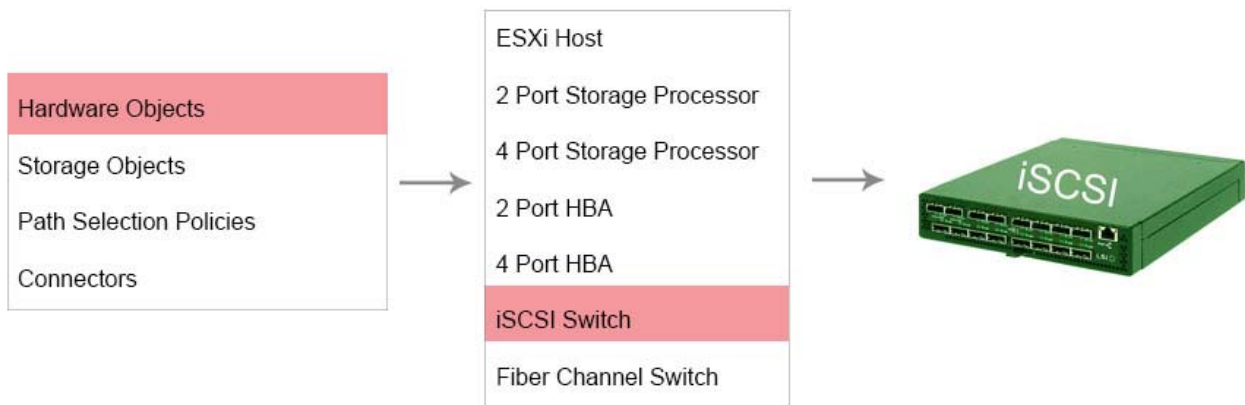 Hardware Objects
Storage Objects
Path Selection Policies
Connectors
ESXi Host
2 Port Storage Processor
4 Port Storage Processor
2 Port HBA
4 Port HBA
iSCSI Switch
Fiber Channel Switch
iSCSI
LSI